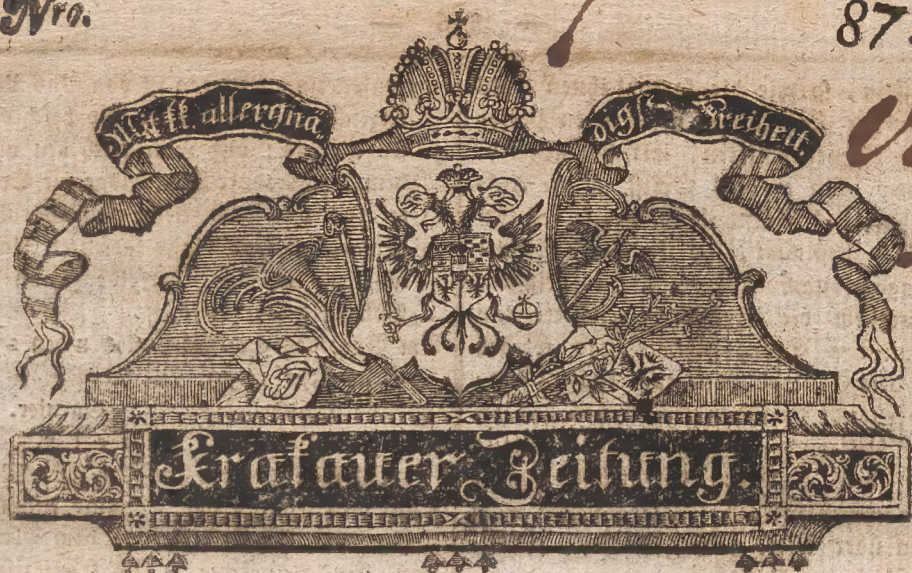 Nro.
87.
Mit kk. allergnä,
digst Freiheit.
Krakauer Zeitung.